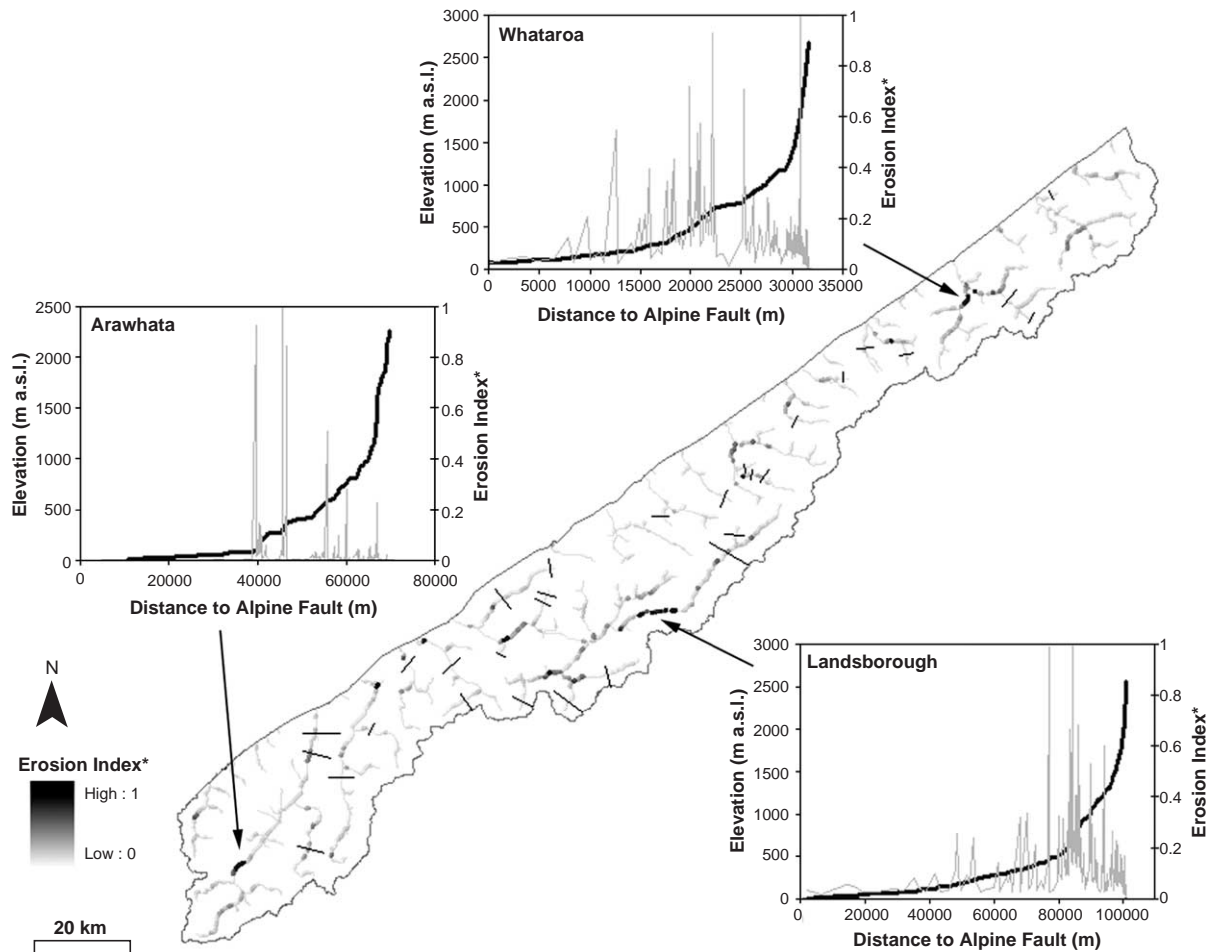 Whataroa
3000
2500
2000
1500
1000
500
0
Elevation (m a.s.l.)
1
0.8
0.6
0.4
0.2
0
Erosion Index*
0 5000 10000 15000 20000 25000 30000 35000
Distance to Alpine Fault (m)
Arawhata
2500
2000
1500
1000
500
0
Elevation (m a.s.l.)
1
0.8
0.6
0.4
0.2
0
Erosion Index*
0 20000 40000 60000 80000
Distance to Alpine Fault (m)
Landsborough
3000
2500
2000
1500
1000
500
0
Elevation (m a.s.l.)
1
0.8
0.6
0.4
0.2
0
Erosion Index*
0 20000 40000 60000 80000 100000
Distance to Alpine Fault (m)
N
Erosion Index*
High : 1
Low : 0
20 km